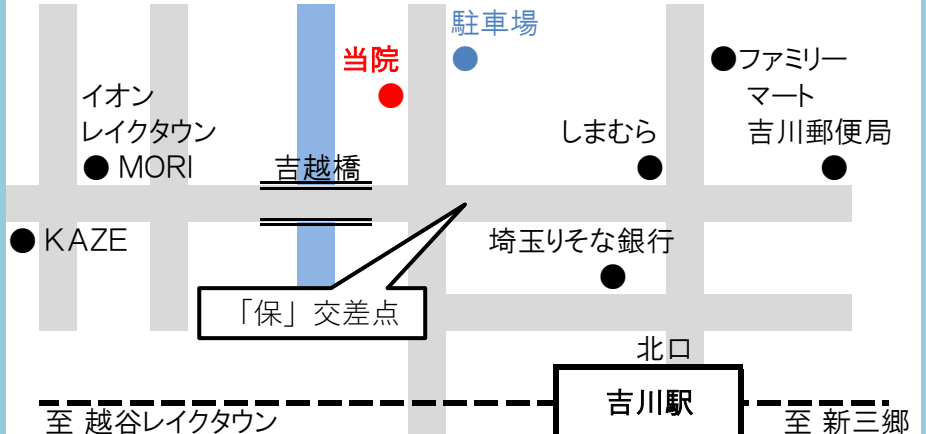 駐車場
当院
ファミリー
マート
イオン
レイクタウン
MORI
しまむら
吉川郵便局
吉越橋
KAZE
埼玉りそな銀行
「保」交差点
北口
吉川駅
至 越谷レイクタウン
至 新三郷